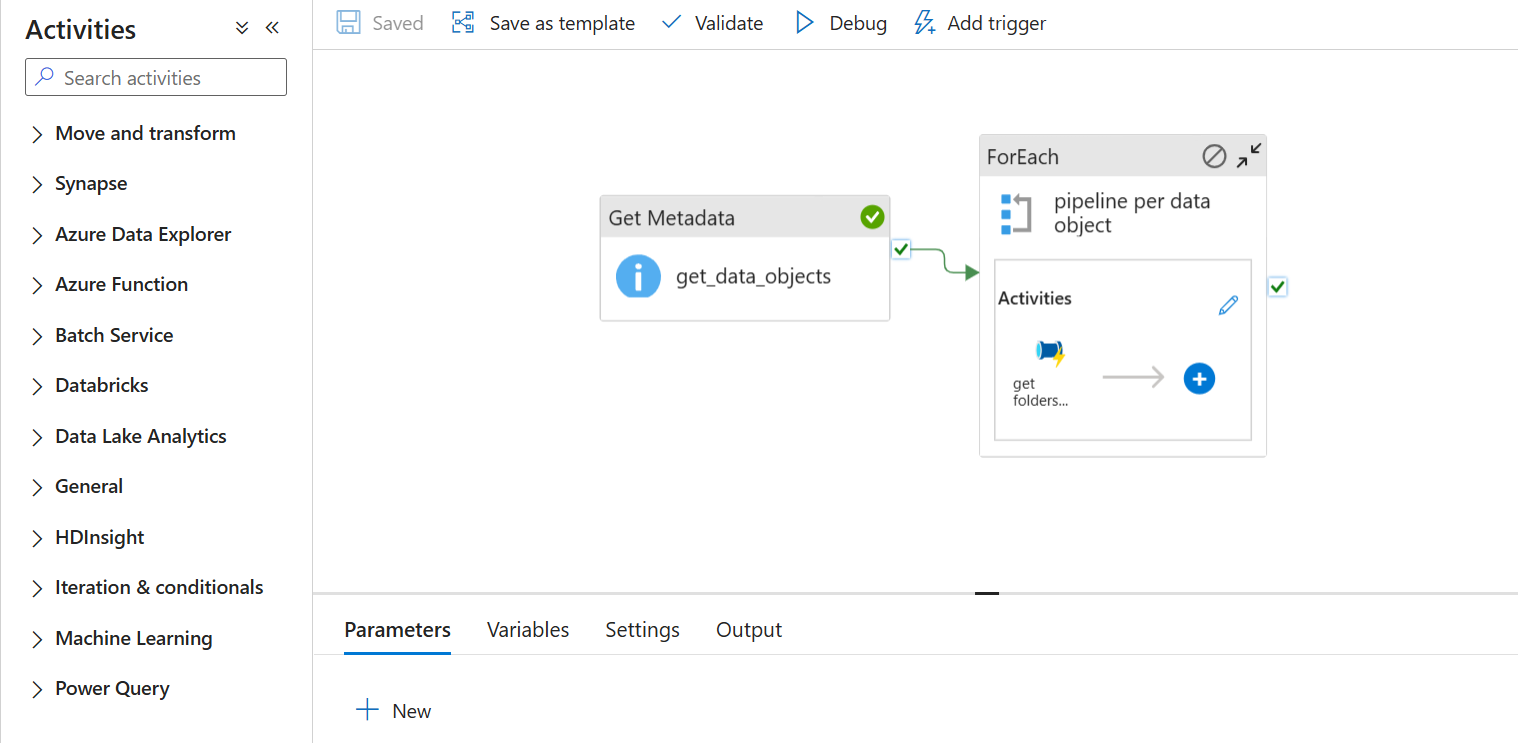 Activities
Search activities
Move and transform
Synapse
Azure Data Explorer
Azure Function
Batch Service
Databricks
Data Lake Analytics
General
HDInsight
Iteration & conditionals
Machine Learning
Power Query
Saved
Save as template
Validate
Debug
Add trigger
Get Metadata
get_data_objects
ForEach
pipeline per data
object
Activities
get
folders...
Parameters
Variables
Settings
Output
New